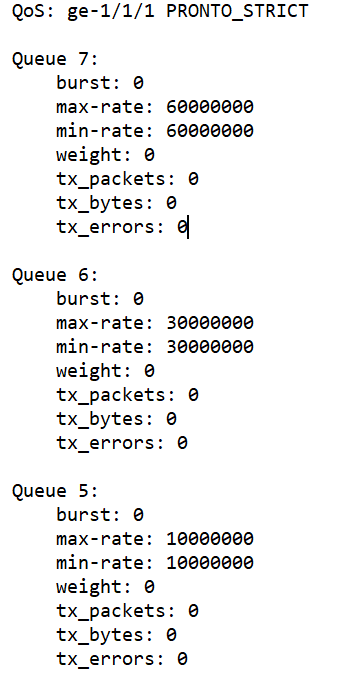 QoS: ge-1/1/1 PRONTO_STRICT
Queue 7:
burst: 0
max-rate: 60000000
min-rate: 60000000
weight: 0
tx_packets: 0
tx_bytes: 0
tx_errors: 0
Queue 6:
burst: 0
max-rate: 30000000
min-rate: 30000000
weight: 0
tx_packets: 0
tx_bytes: 0
tx_errors: 0
Queue 5:
burst: 0
max-rate: 10000000
min-rate: 10000000
weight: 0
tx_packets: 0
tx_bytes: 0
tx_errors: 0